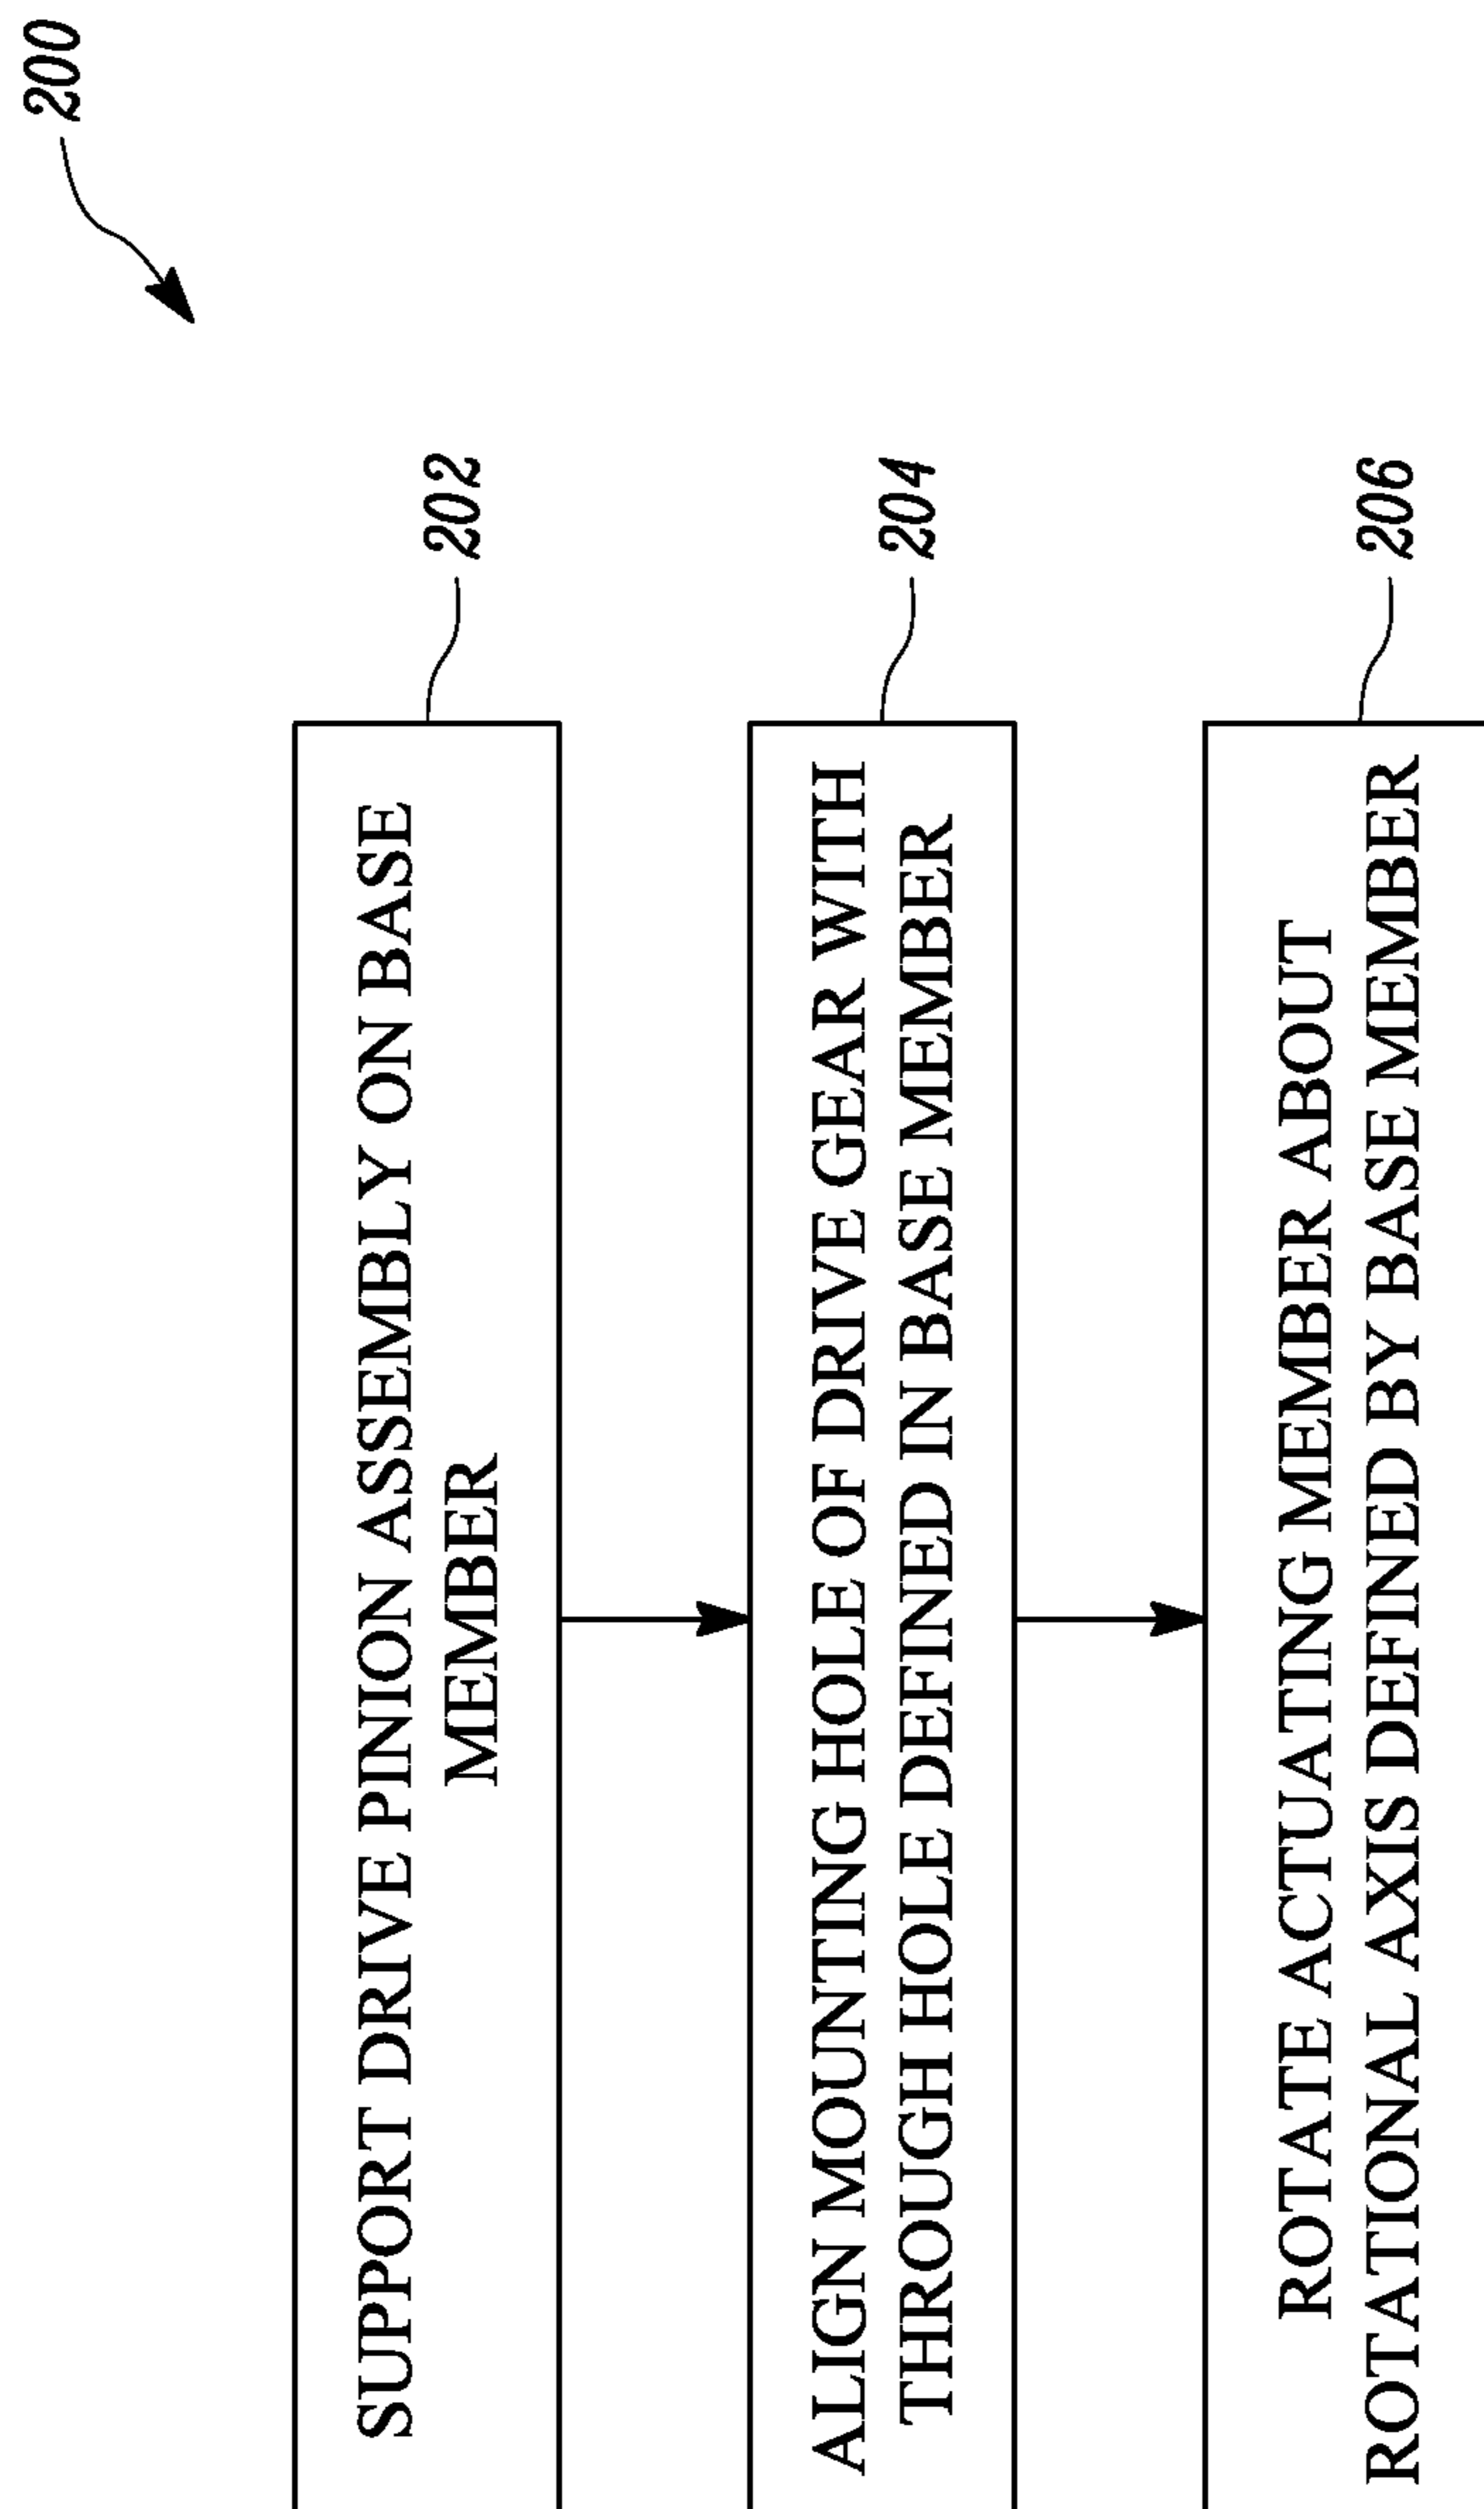 200
202
SUPPORT DRIVE PINION ASSEMBLY ON BASE
MEMBER
204
ALIGN MOUNTING HOLE OF DRIVE GEAR WITH
THROUGH HOLE DEFINED IN BASE MEMBER
206
ROTATE ACTUATING MEMBER ABOUT
ROTATIONAL AXIS DEFINED BY BASE MEMBER